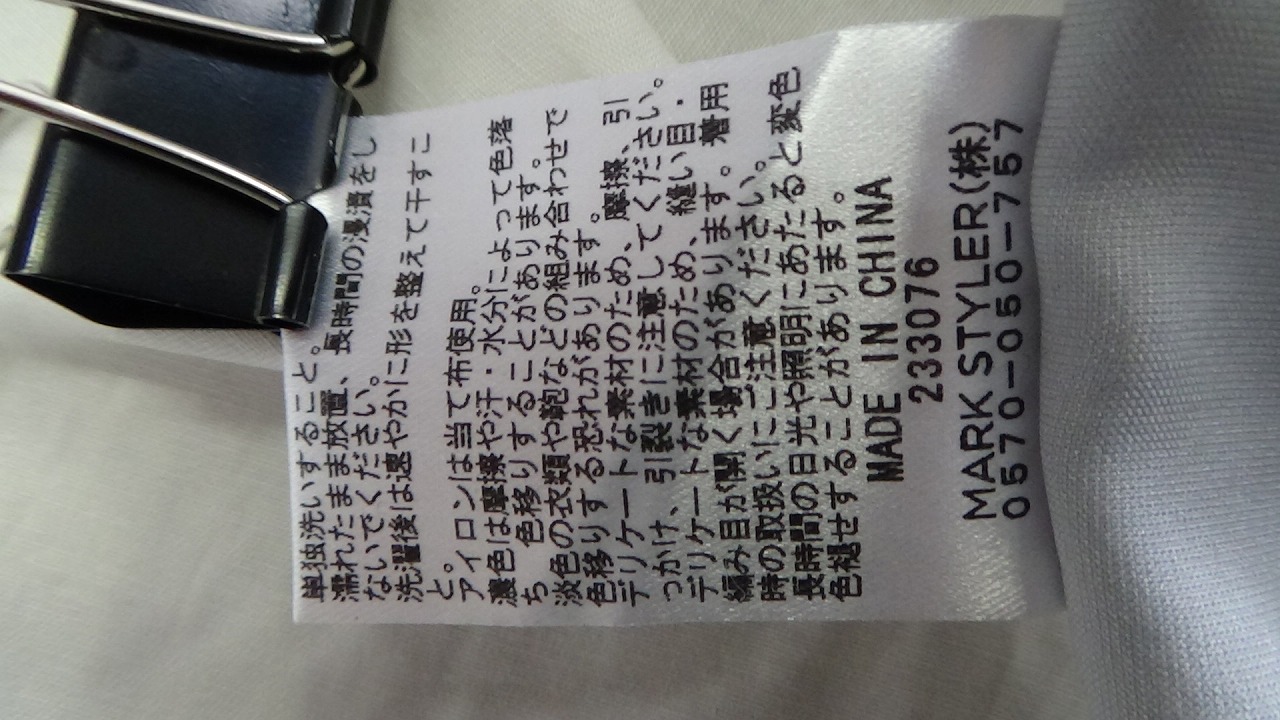 単独洗いすること。
濡れたまま放置、長時間の浸漬をし
ないでください。
洗濯後は速やかに形を整えて干すこ
と。
アイロンは当て布使用。
濃色は摩擦や汗・水分によって色落
ち 色移りすることがあります。
淡色の衣類や鞄などの組み合わせで
色移りする恐れがあります。
デリケートな素材のため、摩擦、引
っかけ、引裂きに注意してください。
デリケートな素材のため、縫い目・
編み目が開く場合があります。着用
時の取扱いにご注意ください。
長時間の日光や照明にあたると変色
色褪せすることがあります。
MADE IN CHINA
233076
MARK STYLER(株)
0570-050-757